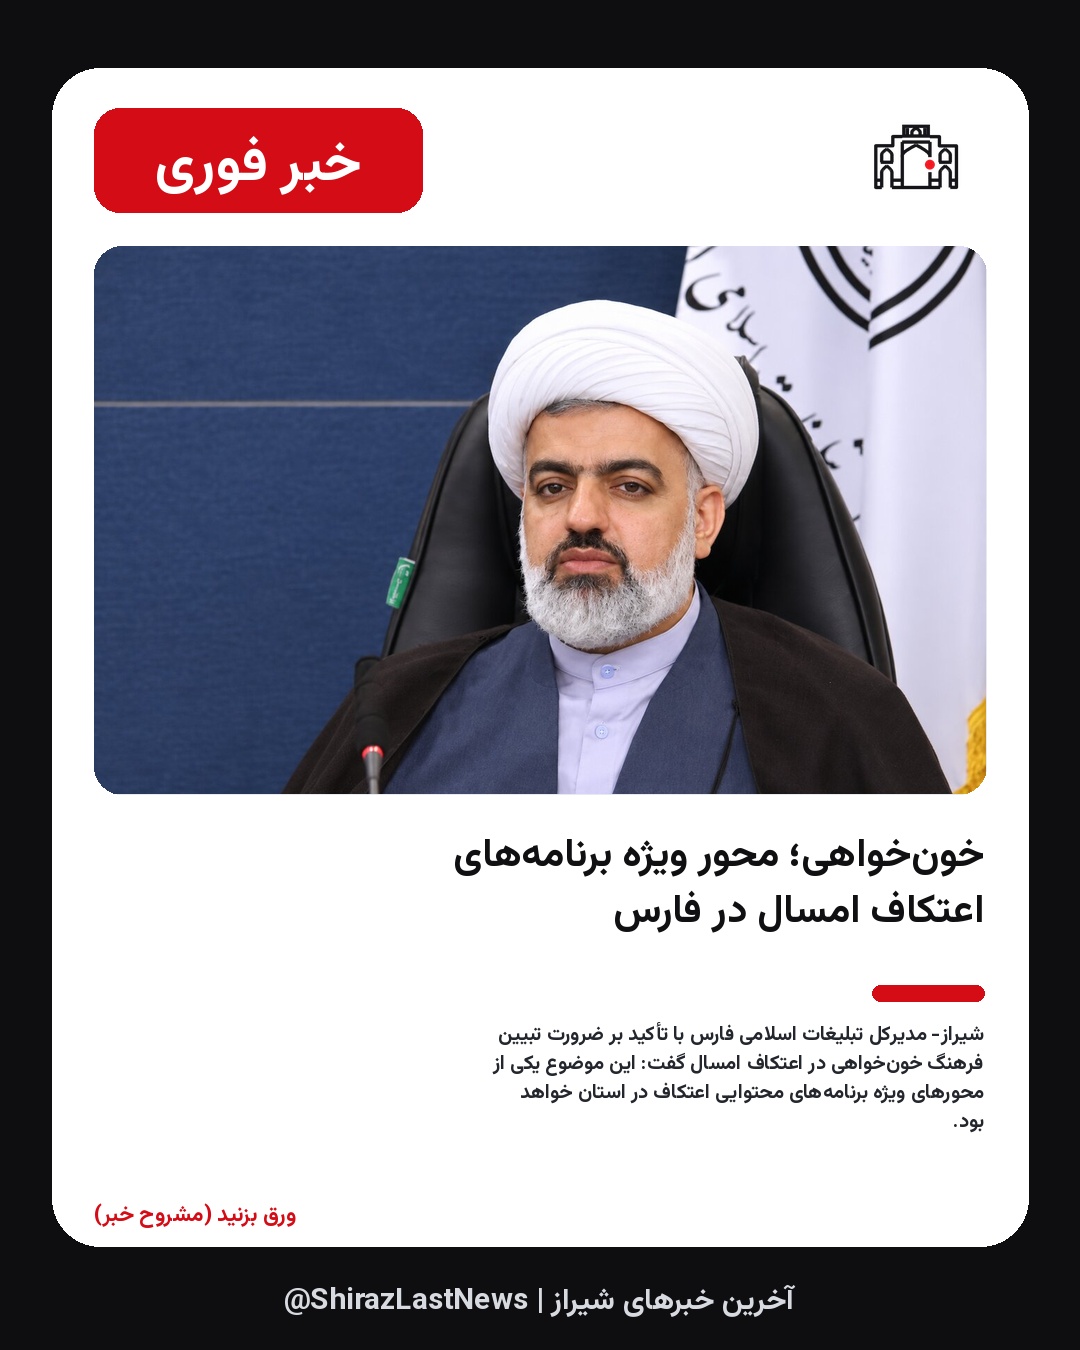 خبر فوری
اسلامی
خون‌خواهی؛ محور ویژه برنامه‌های
اعتکاف امسال در فارس
شیراز- مدیرکل تبلیغات اسلامی فارس با تأکید بر ضرورت تبیین
فرهنگ خون‌خواهی در اعتکاف امسال گفت: این موضوع یکی از
محورهای ویژه برنامه‌های محتوایی اعتکاف در استان خواهد
بود.
ورق بزنید (مشروح خبر)
آخرین خبرهای شیراز | @ShirazLastNews